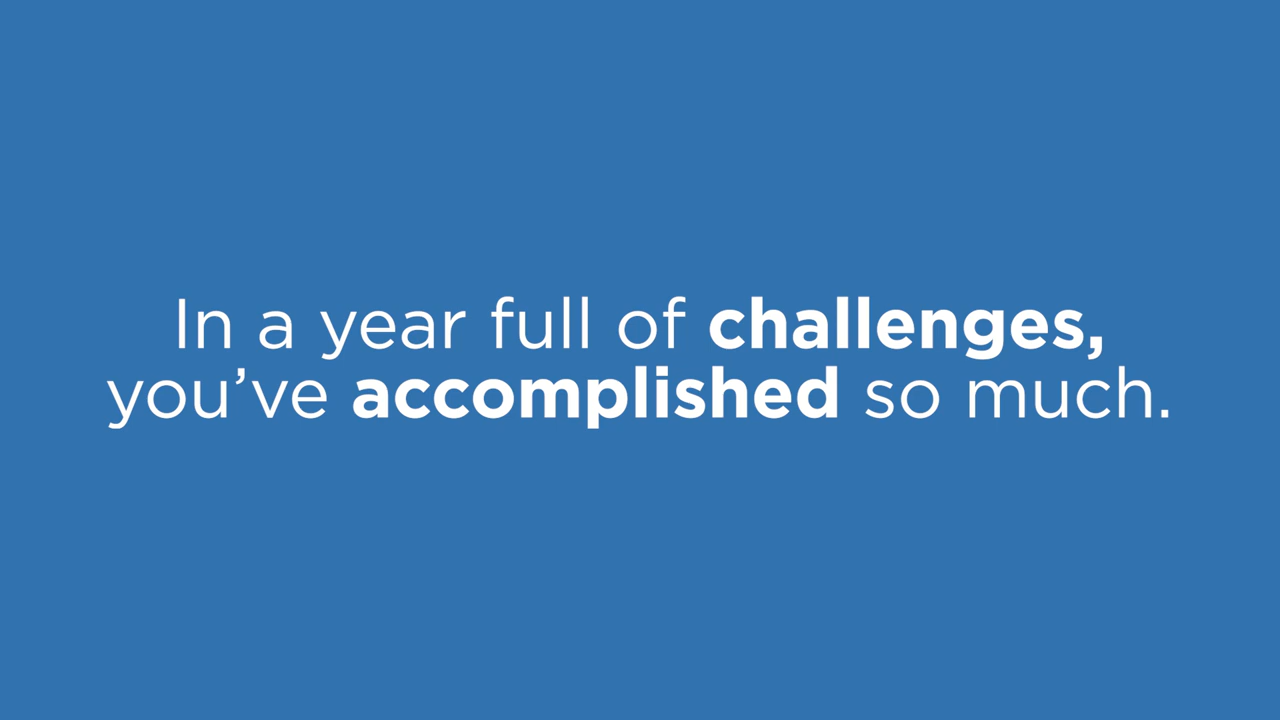 In a year full of challenges,
you’ve accomplished so much.